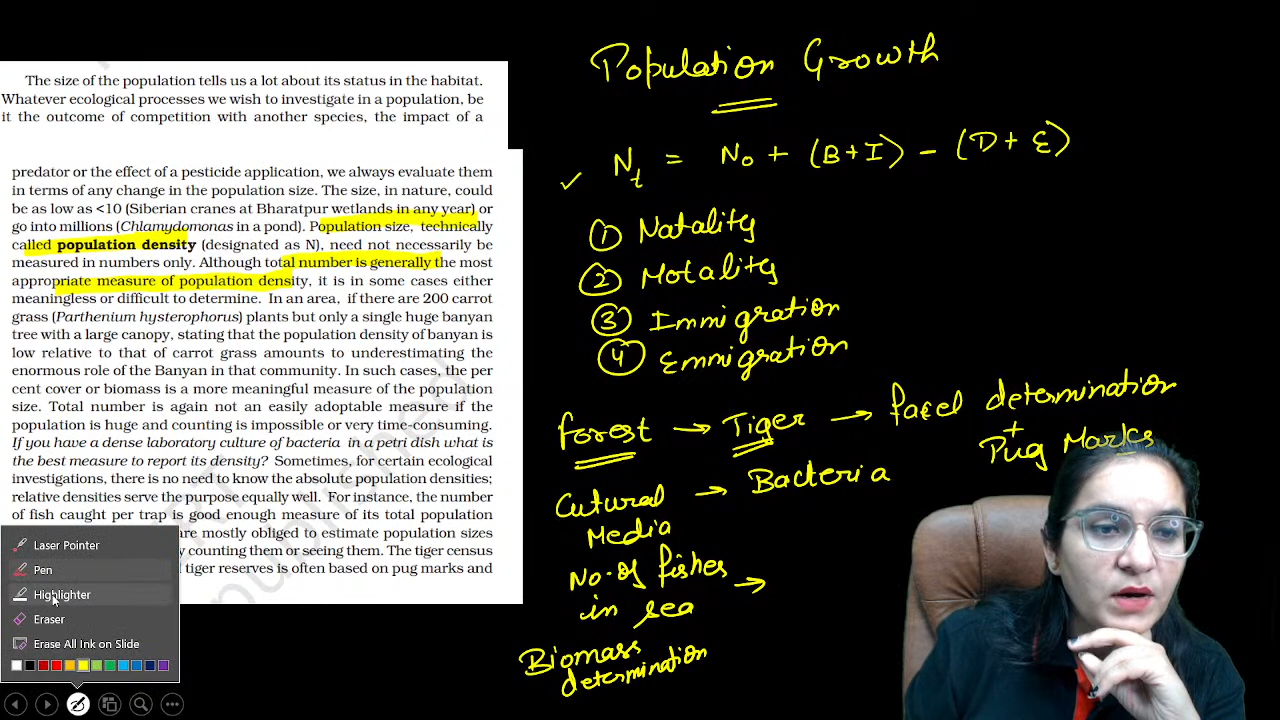 The size of the population tells us a lot about its status in the habitat.
Whatever ecological processes we wish to investigate in a population, be
it the outcome of competition with another species, the impact of a
predator or the effect of a pesticide application, we always evaluate them
in terms of any change in the population size. The size, in nature, could
be as low as <10 (Siberian cranes at Bharatpur wetlands in any year) or
go into millions (Chlamydomonas in a pond). Population size, technically
called population density (designated as N), need not necessarily be
measured in numbers only. Although total number is generally the most
appropriate measure of population density, it is in some cases either
meaningless or difficult to determine. In an area, if there are 200 carrot
grass (Parthenium hysterophorus) plants but only a single huge banyan
tree with a large canopy, stating that the population density of banyan is
low relative to that of carrot grass amounts to underestimating the
enormous role of the Banyan in that community. In such cases, the per
cent cover or biomass is a more meaningful measure of the population
size. Total number is again not an easily adoptable measure if the
population is huge and counting is impossible or very time-consuming.
If you have a dense laboratory culture of bacteria in a petri dish what is
the best measure to report its density? Sometimes, for certain ecological
investigations, there is no need to know the absolute population densities;
relative densities serve the purpose equally well. For instance, the number
of fish caught per trap is good enough measure of its total population
are mostly obliged to estimate population sizes
y counting them or seeing them. The tiger census
d tiger reserves is often based on pug marks and
Laser Pointer
Pen
Highlighter
Eraser
Erase All Ink on Slide
Population Growth
Nt = No + (B+I) - (D+E)
1 Natality
2 Motality
3 Immigration
4 Emmigration
forest → Tiger → facel determination
+
Pug Marks
Cutural → Bacteria
Media
No. of fishes →
in sea
Biomass
determination
published